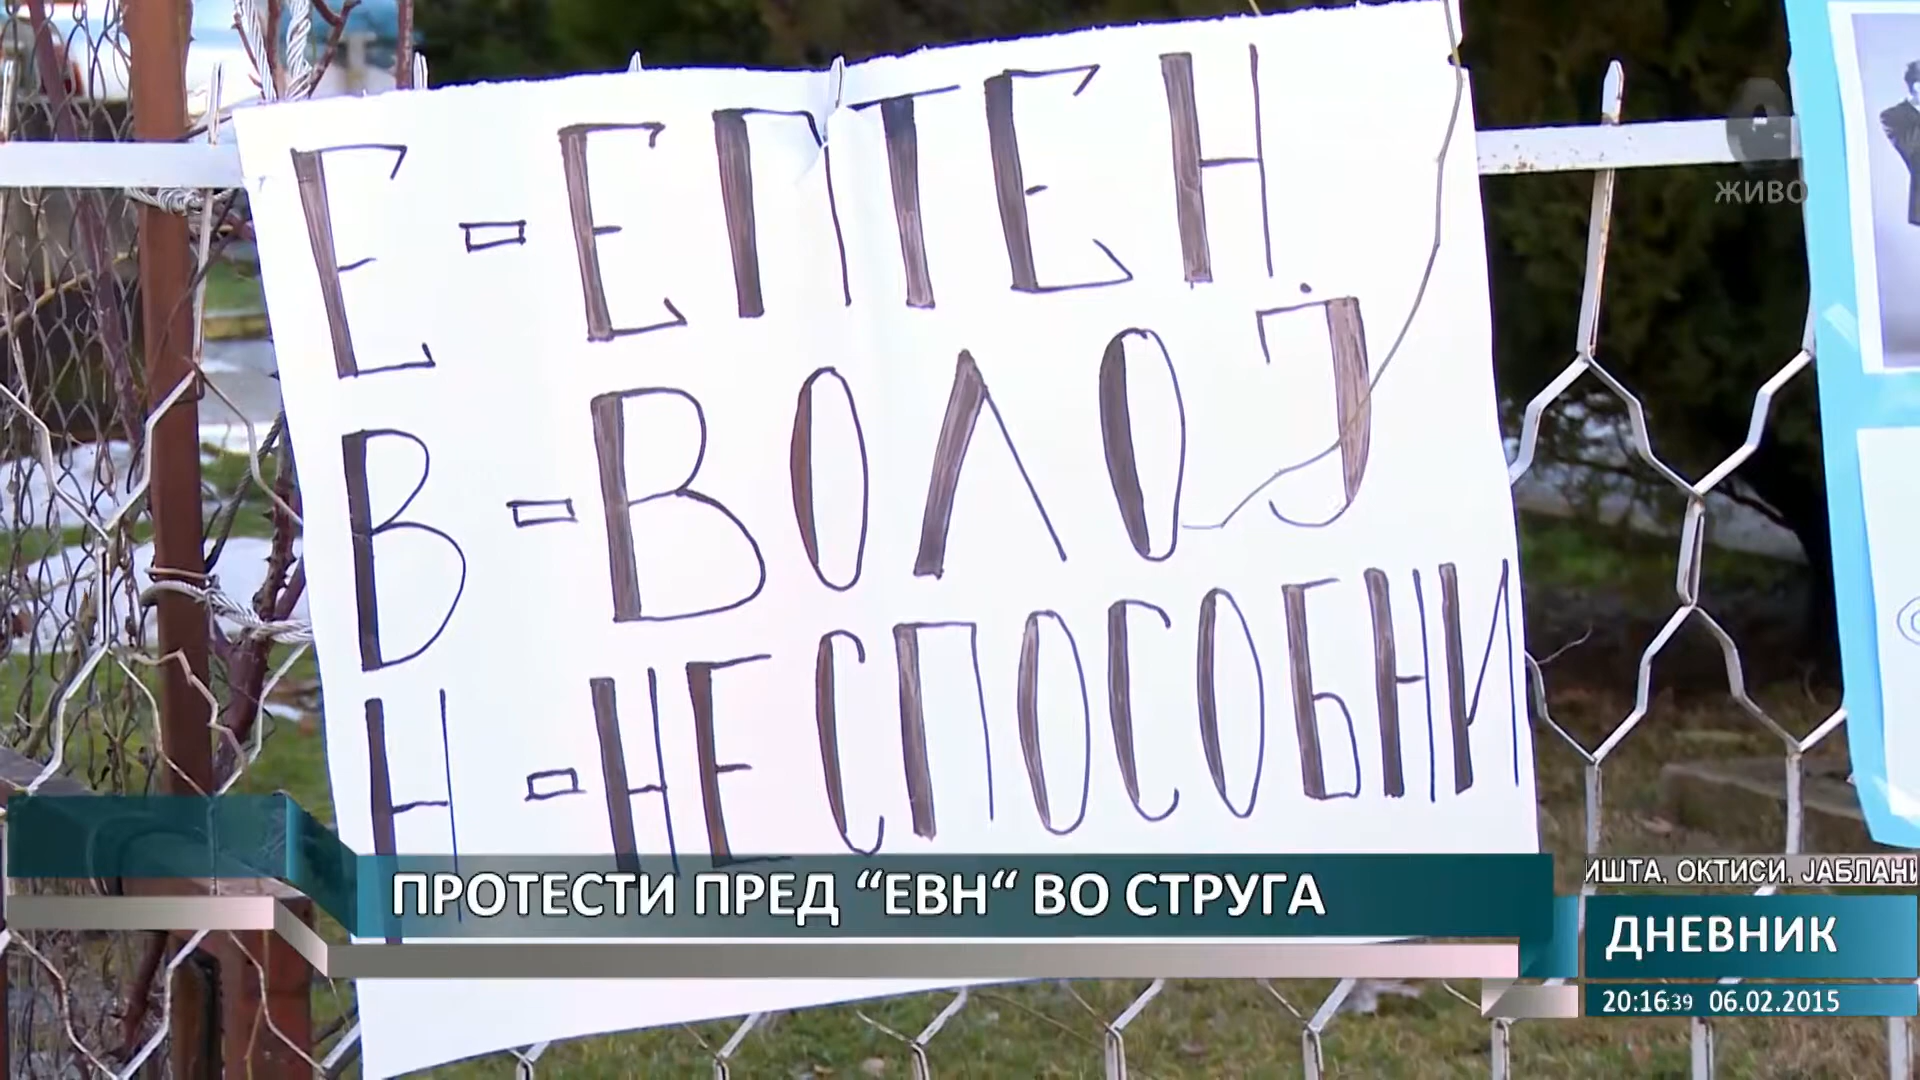 Е - ЕПТЕН
В - ВОЛОЈ
Н - НЕСПОСОБНИ
ЖИВО
ПРОТЕСТИ ПРЕД “ЕВН“ ВО СТРУГА
ИШТА, ОКТИСИ, ЈАБЛАНИ
ДНЕВНИК
20:16:39 06.02.2015